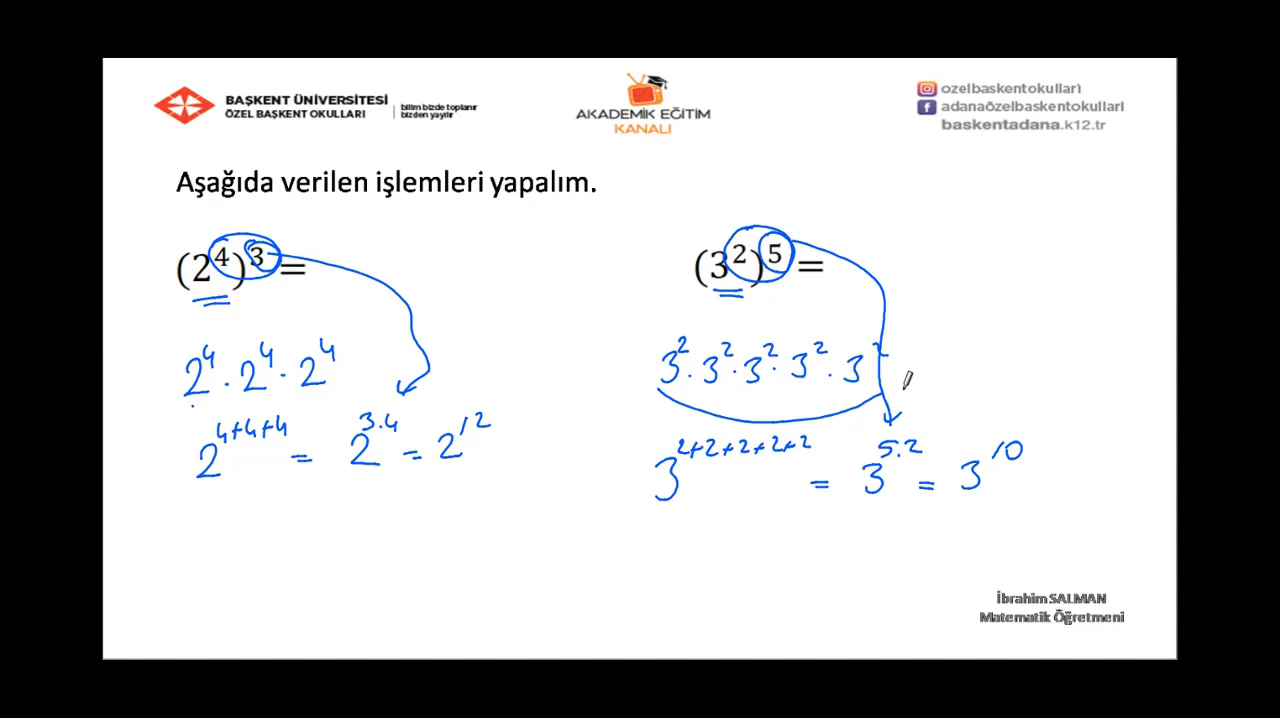 BAŞKENT ÜNİVERSİTESİ
ÖZEL BAŞKENT OKULLARI
bilim bizde toplanır
bizden yayılır
AKADEMİK EĞİTİM
KANALI
ozelbaskentokulları
adanaözelbaskentokullari
baskentadana.k12.tr
Aşağıda verilen işlemleri yapalım.
(2⁴)³ =
2⁴ . 2⁴ . 2⁴
2⁴⁺⁴⁺⁴ = 2³·⁴ = 2¹²
(3²)⁵ =
3² . 3² . 3² . 3² . 3²
3²⁺²⁺²⁺²⁺² = 3⁵·² = 3¹⁰
İbrahim SALMAN
Matematik Öğretmeni